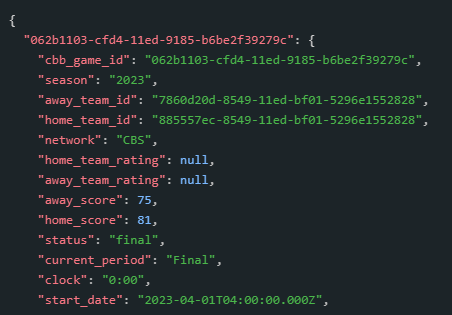 {
"062b1103-cfd4-11ed-9185-b6be2f39279c": {
"cbb_game_id": "062b1103-cfd4-11ed-9185-b6be2f39279c",
"season": "2023",
"away_team_id": "7860d20d-8549-11ed-bf01-5296e1552828",
"home_team_id": "885557ec-8549-11ed-bf01-5296e1552828",
"network": "CBS",
"home_team_rating": null,
"away_team_rating": null,
"away_score": 75,
"home_score": 81,
"status": "final",
"current_period": "Final",
"clock": "0:00",
"start_date": "2023-04-01T04:00:00.000Z",